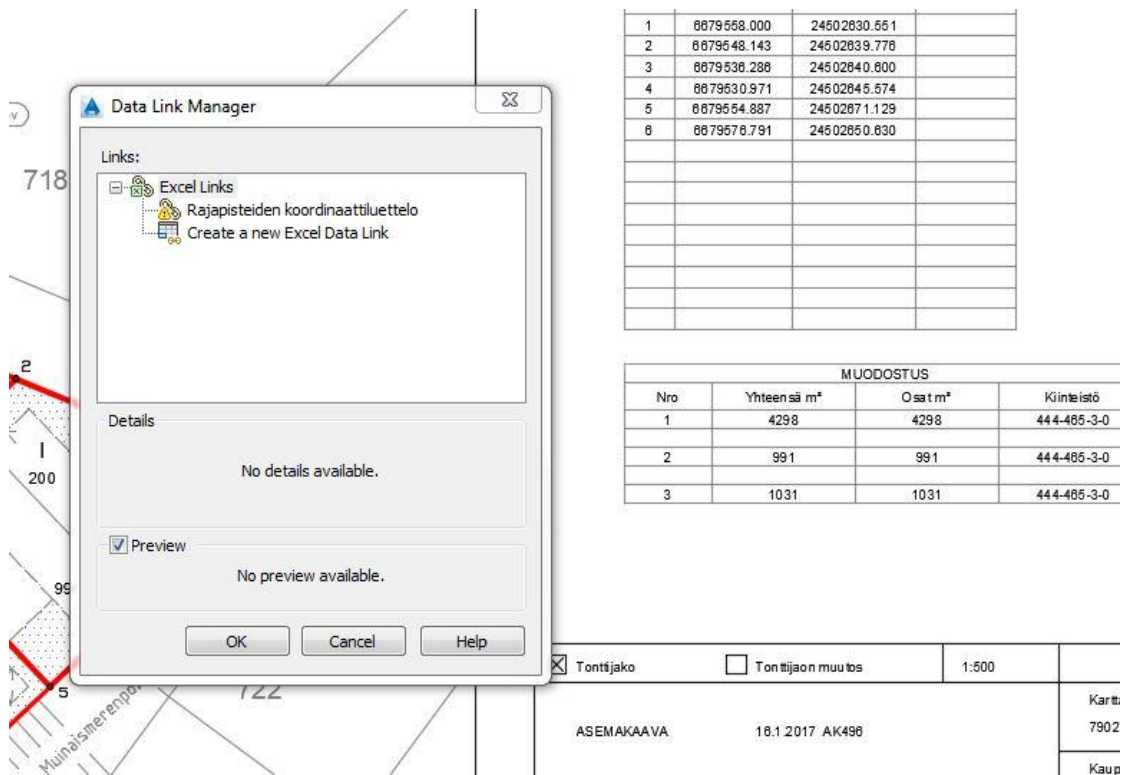 1 6679558.000 24502630.551
2 6679548.143 24502639.776
3 6679536.286 24502640.600
4 6679530.971 24502645.574
5 6679554.887 24502671.129
6 6679576.791 24502650.630
Data Link Manager
Links:
Excel Links
Rajapisteiden koordinaattiluettelo
Create a new Excel Data Link
Details
No details available.
Preview
No preview available.
OK Cancel Help
718
2
I
200
99
5
722
Muinaismerenpol
MUODOSTUS
Nro Yhteensä m² Osat m² Kiinteistö
1 4298 4298 444-465-3-0
2 991 991 444-465-3-0
3 1031 1031 444-465-3-0
Tonttijako Tonttijaon muutos 1:500
ASEMAKAAVA 16.1.2017 AK496
Kartta
7902
Kaup